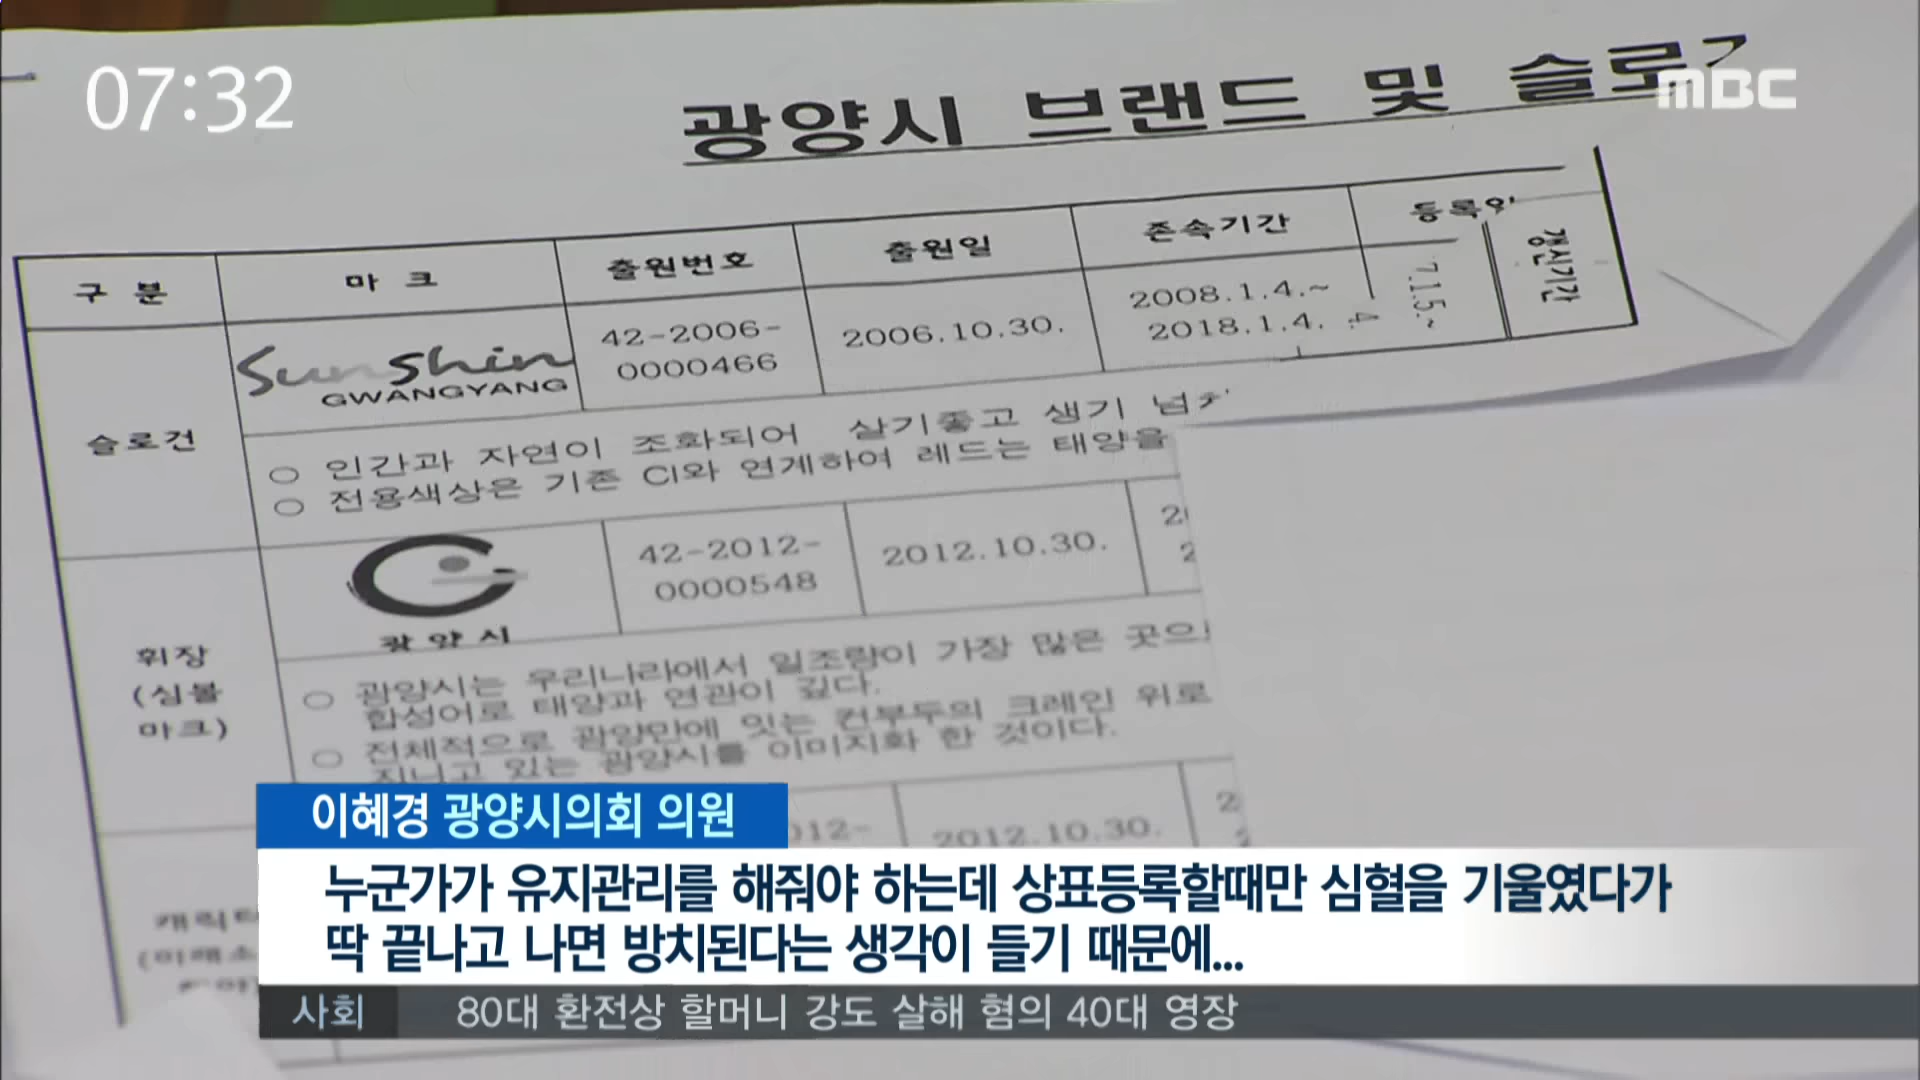 07:32
MBC
광양시 브랜드 및 슬로
구 분
마 크
출원번호
출원일
존속기간
등록일
갱신기간
슬로건
Sunshin
GWANGYANG
42-2006-
0000466
2006.10.30.
2008.1.4.~
2018.1.4.
7.1.5.~
○ 인간과 자연이 조화되어 살기좋고 생기 넘
○ 전용색상은 기존 CI와 연계하여 레드는 태양을
휘장
(심볼
마크)
광양시
42-2012-
0000548
2012.10.30.
○ 광양시는 우리나라에서 일조량이 가장 많은 곳으
합성어로 태양과 연관이 깊다.
○ 전체적으로 광양만에 잇는 컨부두의 크레인 위로
지니고 있는 광양시를 이미지화 한 것이다.
012-
2012.10.30.
캐릭터
이혜경 광양시의회 의원
누군가가 유지관리를 해줘야 하는데 상표등록할때만 심혈을 기울였다가
딱 끝나고 나면 방치된다는 생각이 들기 때문에...
사회
80대 환전상 할머니 강도 살해 혐의 40대 영장